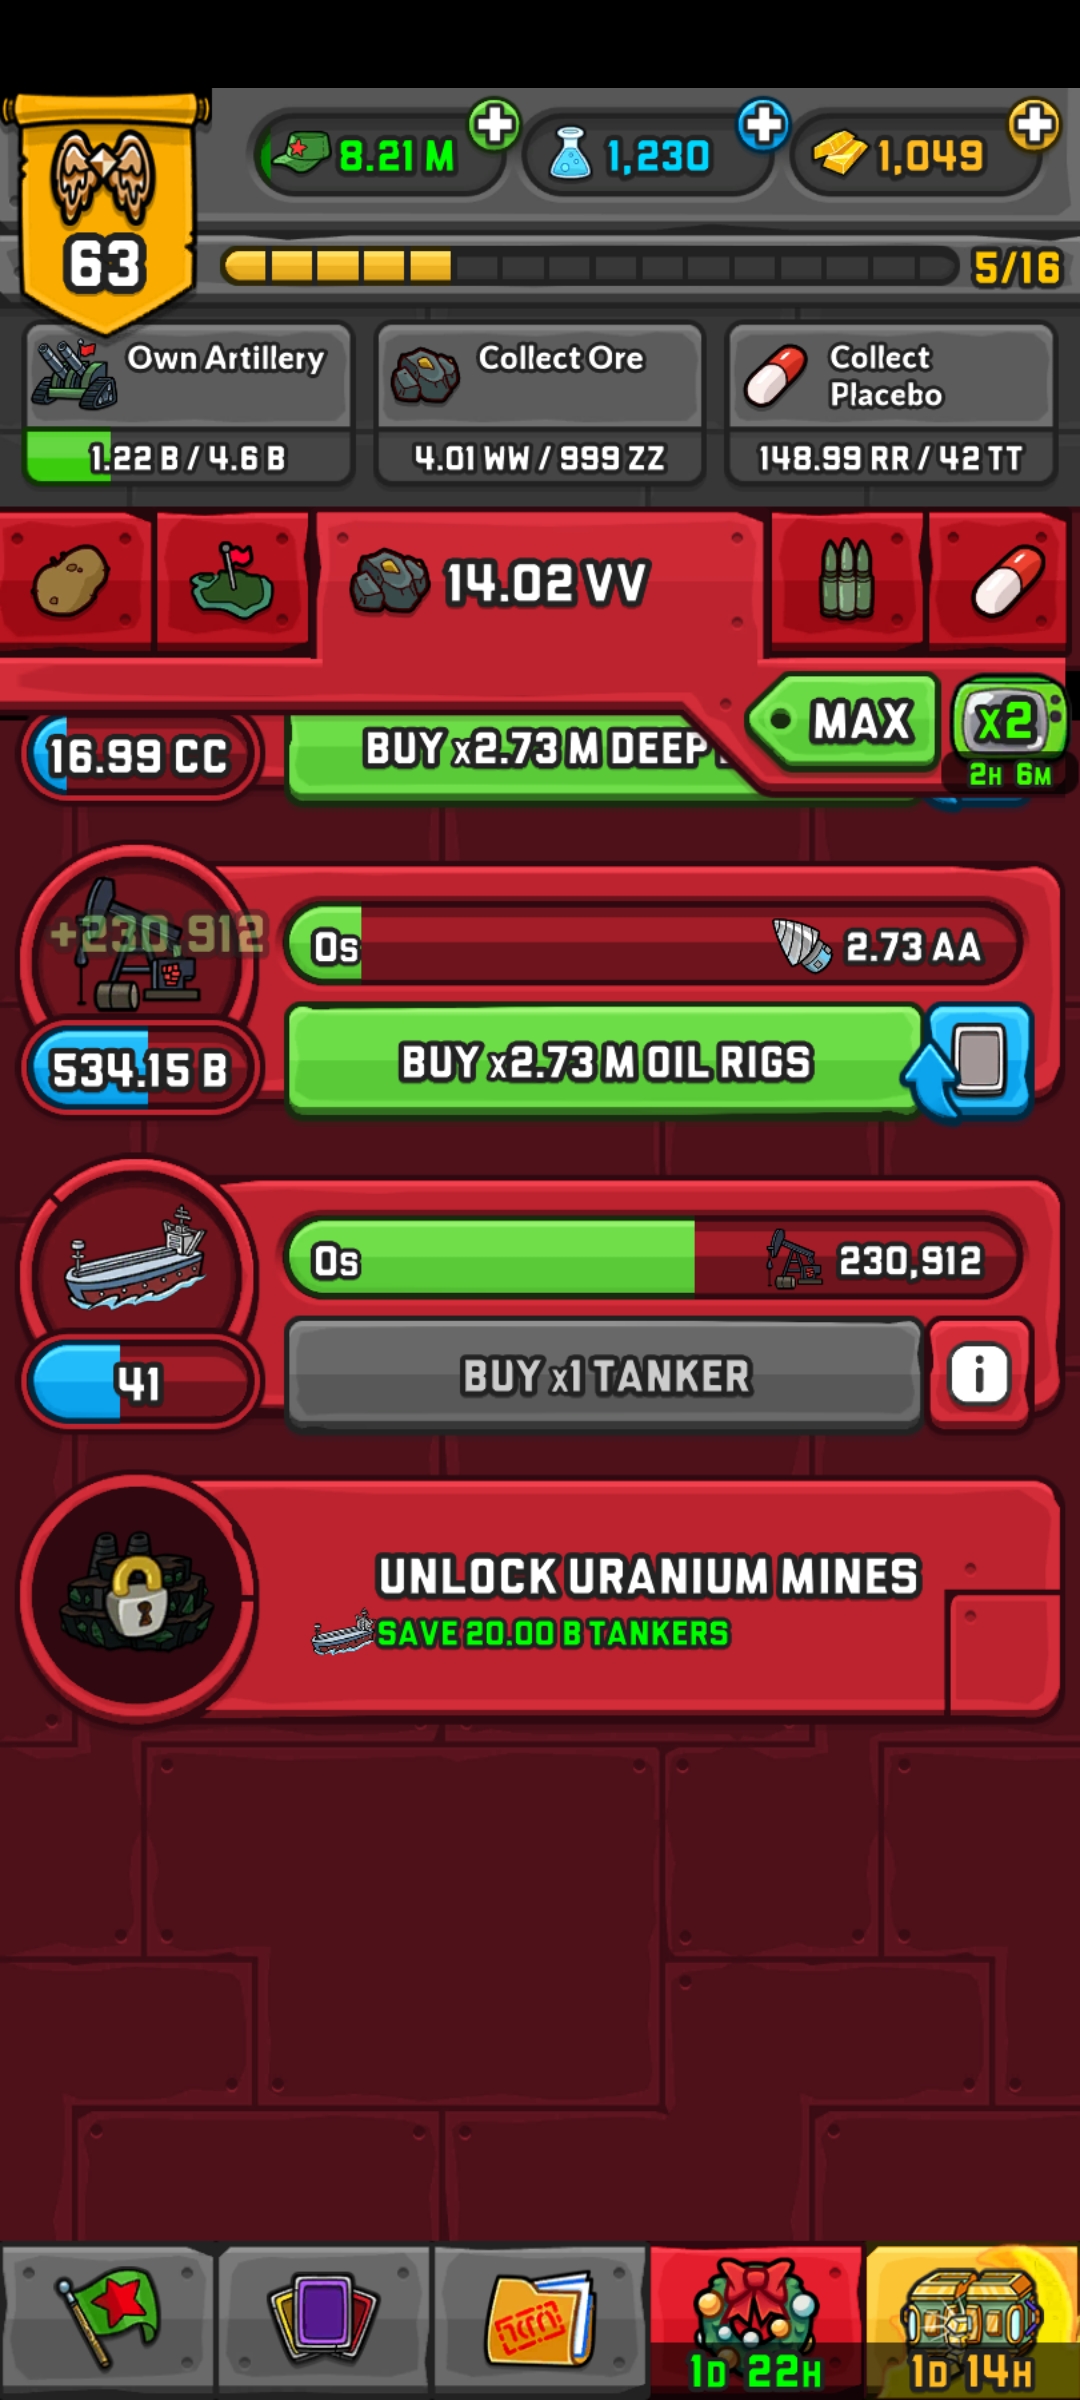 8.21 M
1,230
1,049
63
5/16
Own Artillery
1.22 B / 4.6 B
Collect Ore
4.01 WW / 999 ZZ
Collect
Placebo
148.99 RR / 42 TT
14.02 VV
MAX
x2
2H 6M
16.99 CC
BUY x2.73 M DEEP
+230,912
0s
2.73 AA
534.15 B
BUY x2.73 M OIL RIGS
0s
230,912
41
BUY x1 TANKER
i
UNLOCK URANIUM MINES
SAVE 20.00 B TANKERS
1D 22H
1D 14H